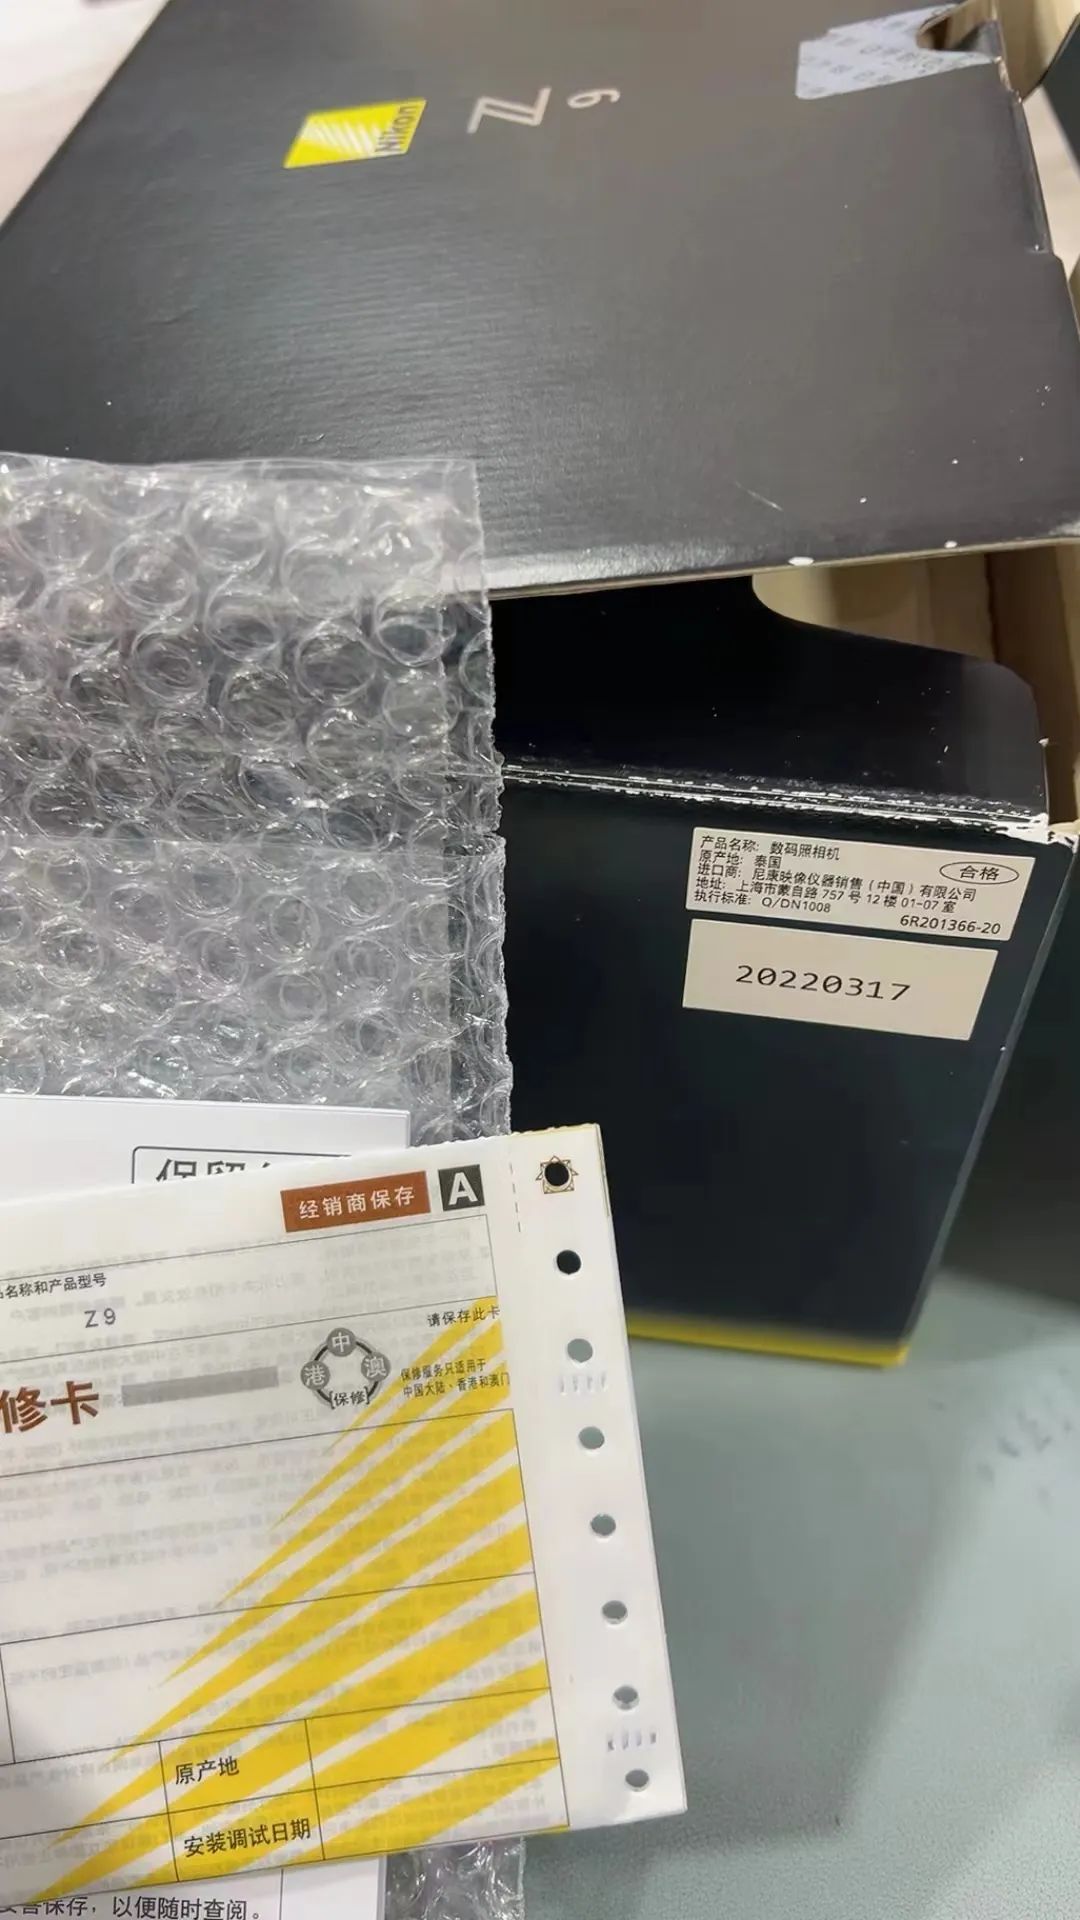 Nikon
Z 9
产品名称: 数码照相机
原产地: 泰国
进口商: 尼康映像仪器销售（中国）有限公司
地址: 上海市蒙自路 757 号 12 楼 01-07 室
执行标准: Q/DN1008
合格
6R201366-20
20220317
保留
经销商保存 A
名称和产品型号
Z9
请保存此卡
修卡
中
港 澳
[保修]
保修服务只适用于
中国大陆、香港和澳门
原产地
安装调试日期
保存，以便随时查阅。